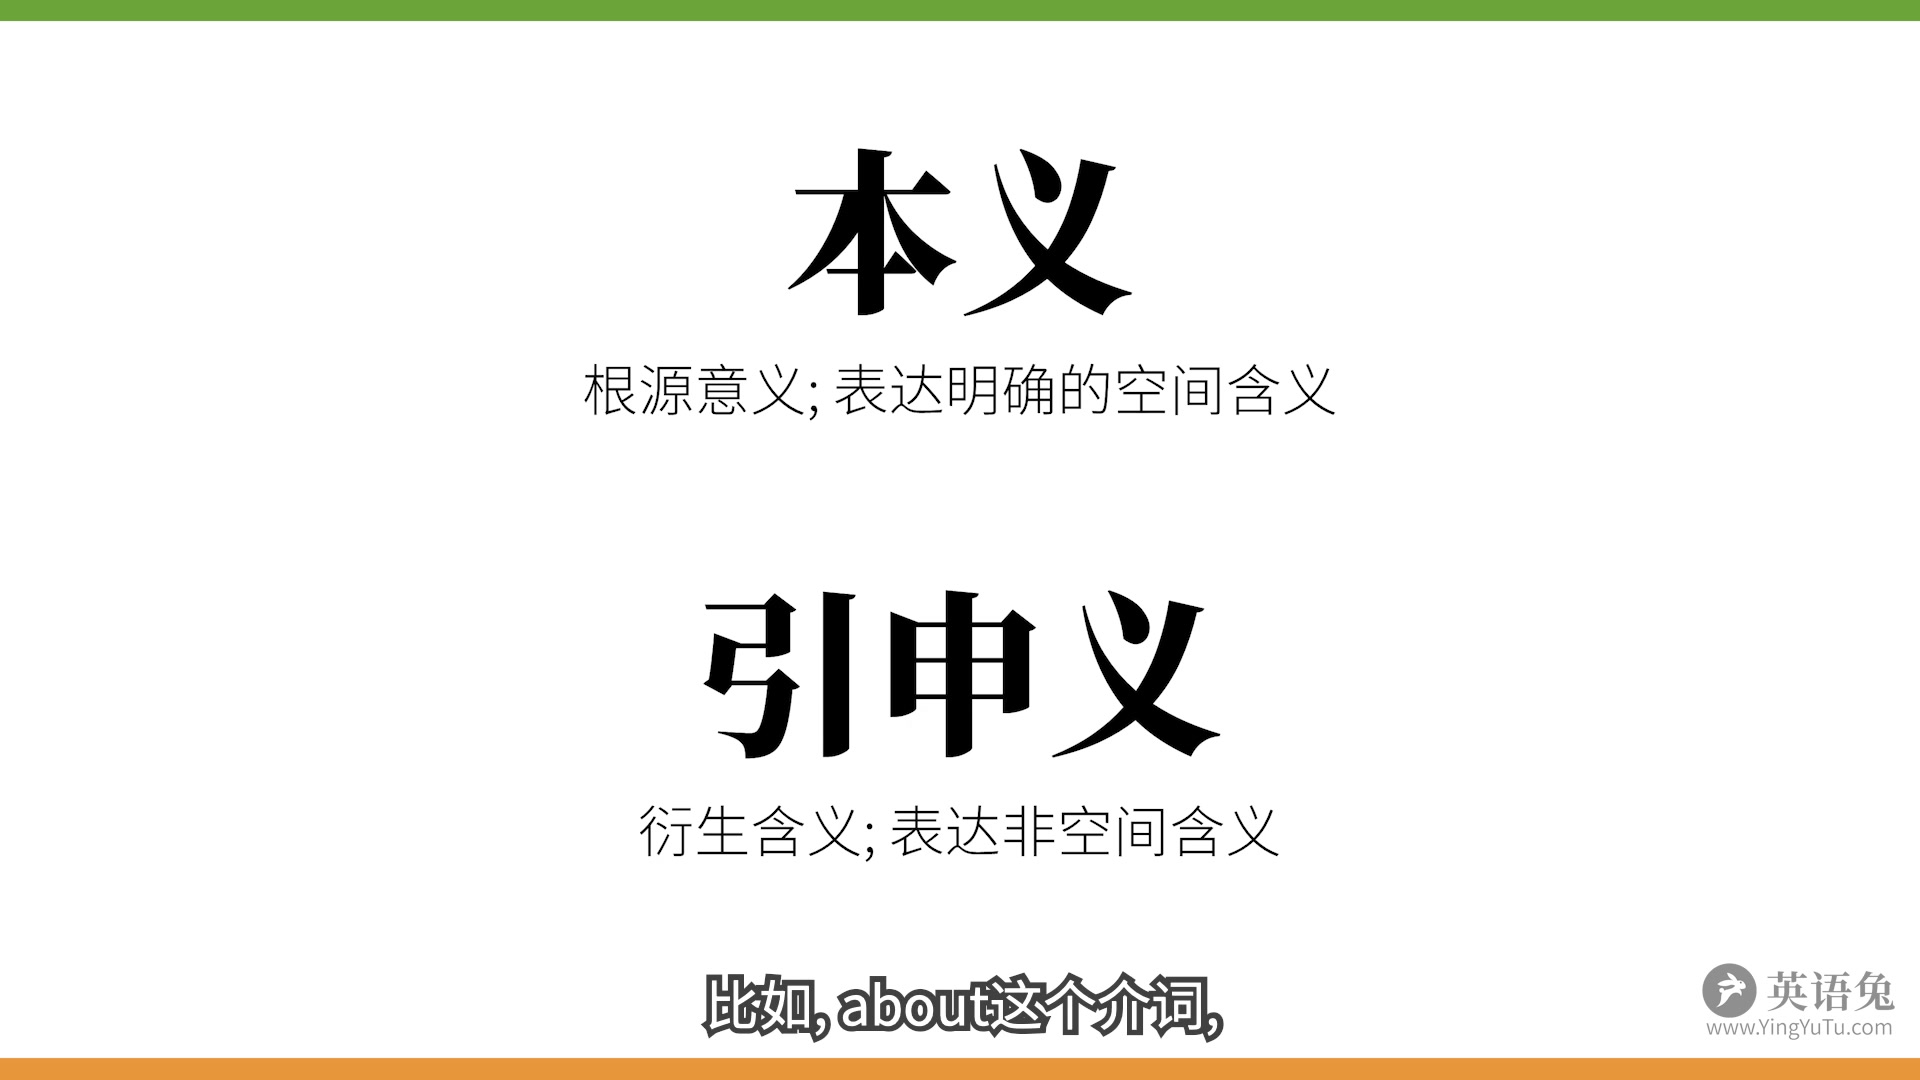 本义
根源意义; 表达明确的空间含义
引申义
衍生含义; 表达非空间含义
比如, about这个介词,
英语兔
www.YingYuTu.com